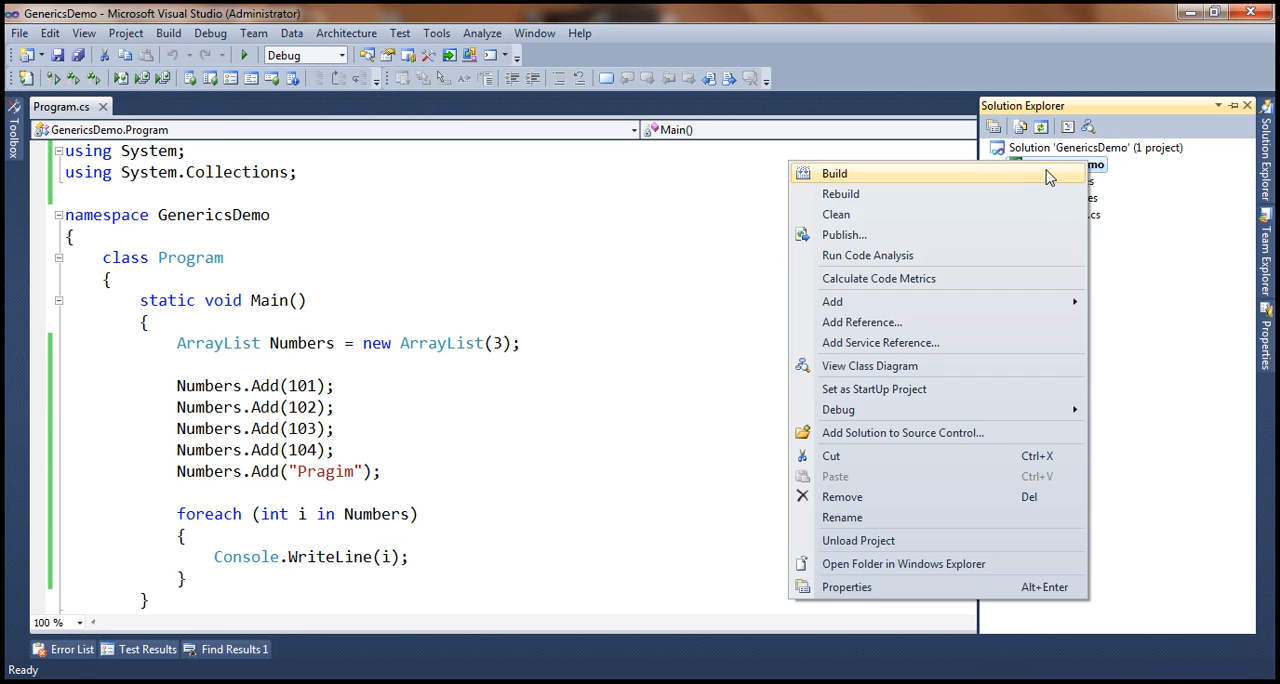 GenericsDemo - Microsoft Visual Studio (Administrator)
File Edit View Project Build Debug Team Data Architecture Test Tools Analyze Window Help
Debug
Program.cs
Solution Explorer
GenericsDemo.Program Main()
Toolbox
using System;
using System.Collections;
namespace GenericsDemo
{
class Program
{
static void Main()
{
ArrayList Numbers = new ArrayList(3);
Numbers.Add(101);
Numbers.Add(102);
Numbers.Add(103);
Numbers.Add(104);
Numbers.Add("Pragim");
foreach (int i in Numbers)
{
Console.WriteLine(i);
}
}
100 %
Solution 'GenericsDemo' (1 project)
mo
s
es
.cs
Build
Rebuild
Clean
Publish...
Run Code Analysis
Calculate Code Metrics
Add
Add Reference...
Add Service Reference...
View Class Diagram
Set as StartUp Project
Debug
Add Solution to Source Control...
Cut Ctrl+X
Paste Ctrl+V
Remove Del
Rename
Unload Project
Open Folder in Windows Explorer
Properties Alt+Enter
Solution Explorer
Team Explorer
Properties
Error List Test Results Find Results 1
Ready